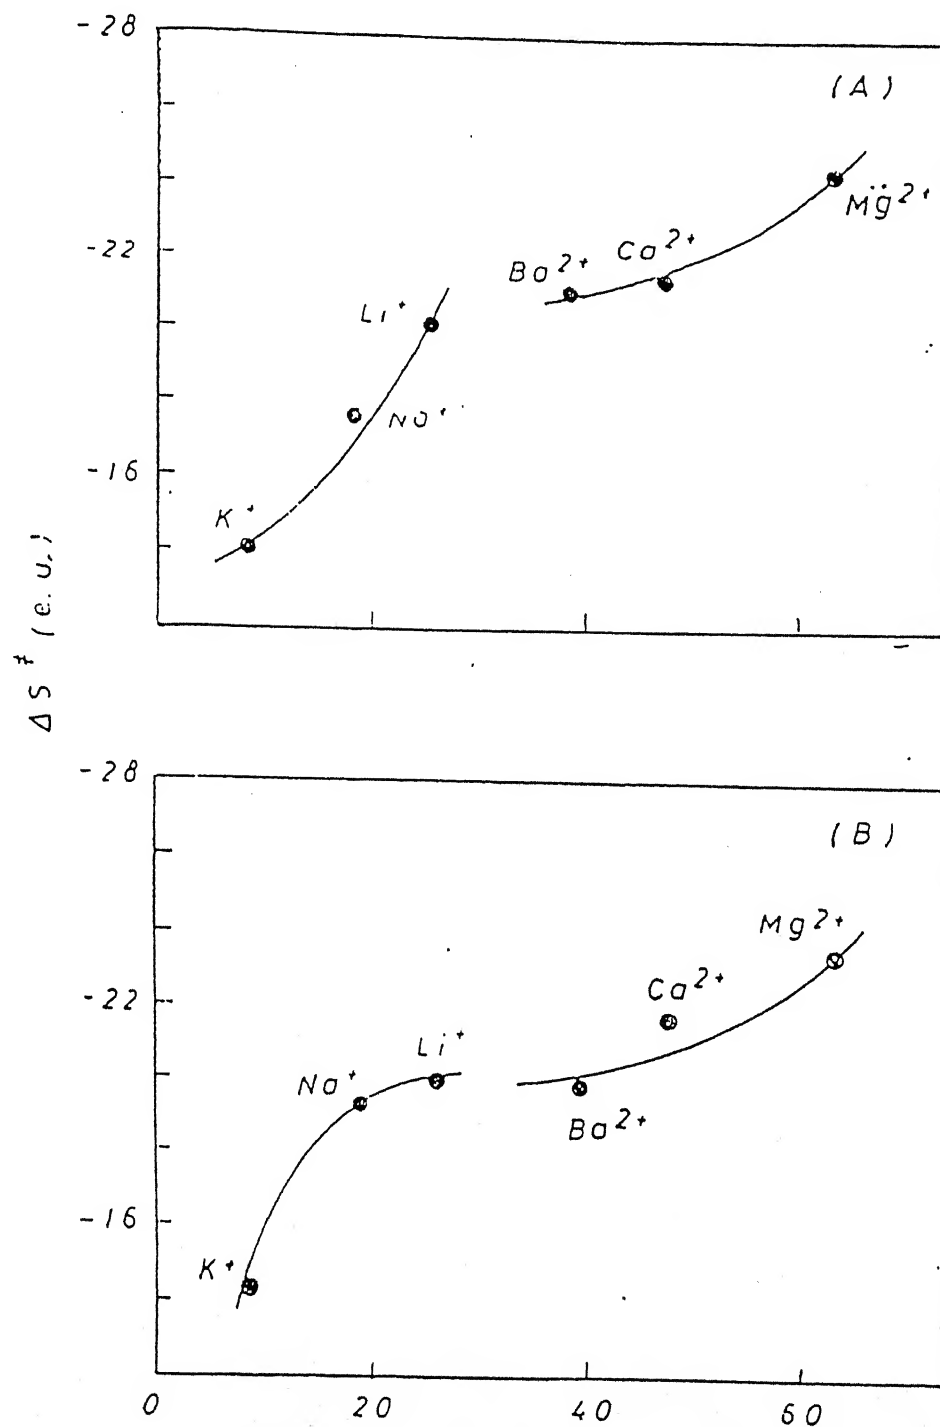 -28
(A)
Mg2+
-22
Ba2+
Ca2+
Li+
Na+
-16
K+
ΔS‡ (e.u.)
-28
(B)
Mg2+
-22
Ca2+
Li+
Na+
Ba2+
-16
K+
0 20 40 60